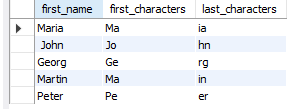 first_name first_characters last_characters
Maria Ma ia
John Jo hn
Georg Ge rg
Martin Ma in
Peter Pe er